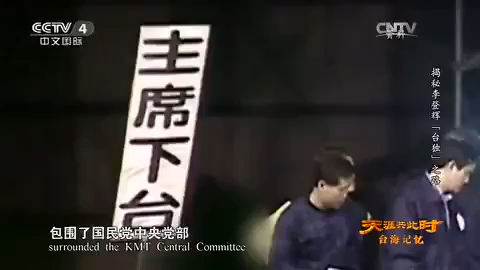 CCTV 4
中文国际
CNTV
资料
主席下台
揭秘李登辉「台独」之路
包围了国民党中央党部
surrounded the KMT Central Committee
天涯共此时
台海记忆